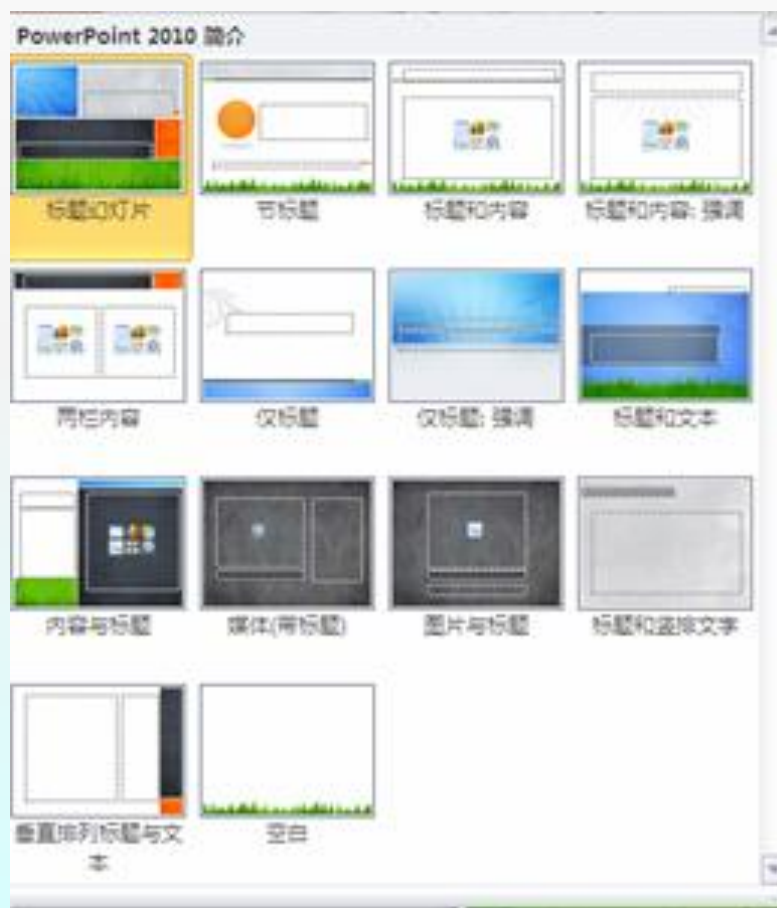 PowerPoint 2010 简介
标题幻灯片
节标题
标题和内容
标题和内容: 强调
两栏内容
仅标题
仅标题: 强调
标题和文本
内容与标题
媒体(带标题)
图片与标题
标题和竖排文字
垂直排列标题与文
本
空白